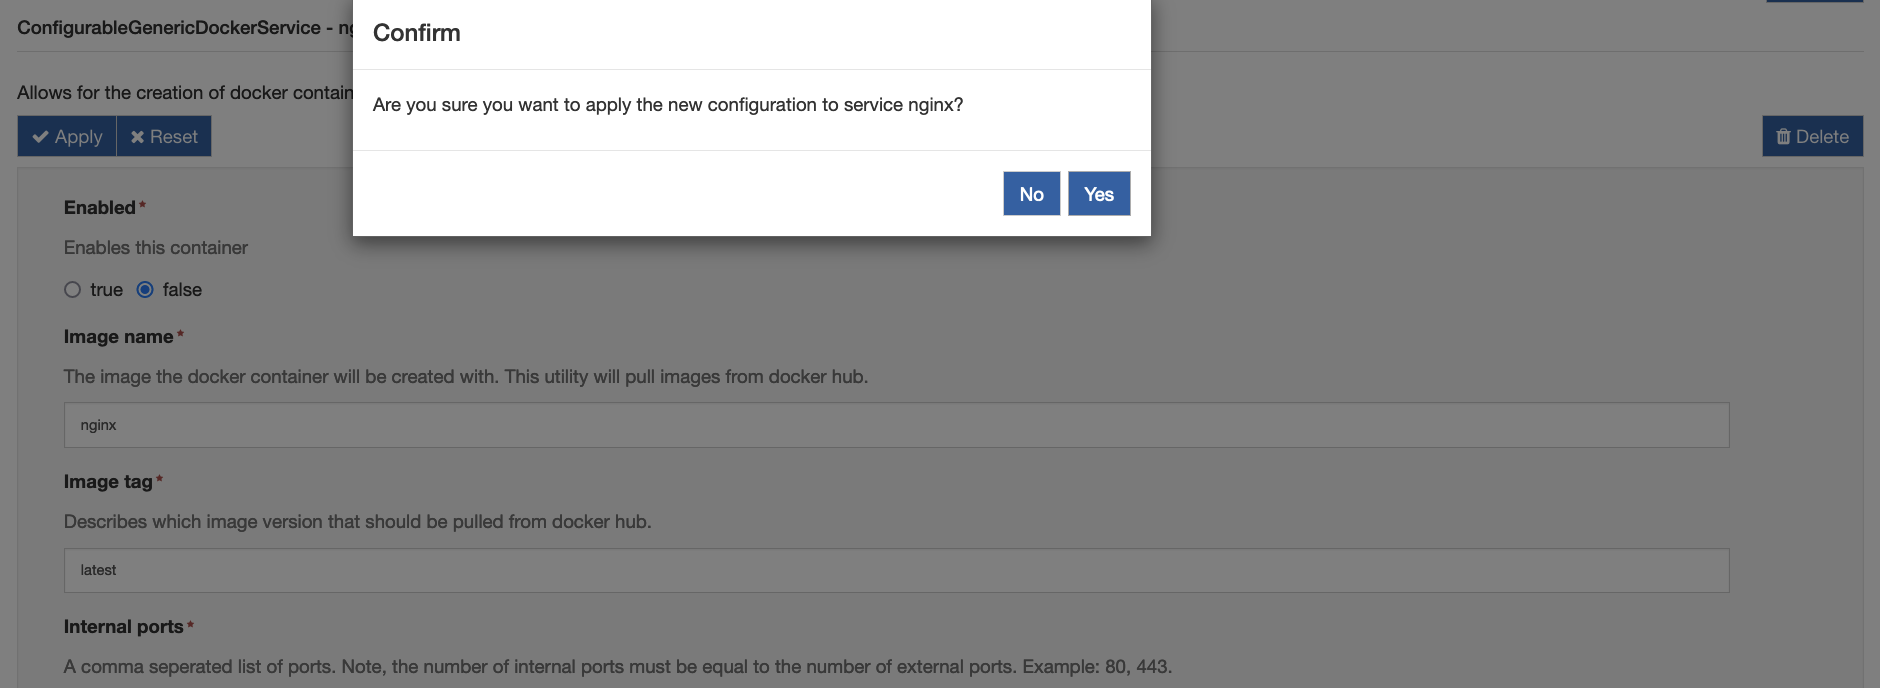 ConfigurableGenericDockerService -
Confirm
Allows for the creation of docker
Are you sure you want to apply the new configuration to service nginx?
Apply
Reset
Delete
No
Yes
Enabled*
Enables this container
true
false
Image name*
The image the docker container will be created with. This utility will pull images from docker hub.
nginx
Image tag*
Describes which image version that should be pulled from docker hub.
latest
Internal ports*
A comma seperated list of ports. Note, the number of internal ports must be equal to the number of external ports. Example: 80, 443.